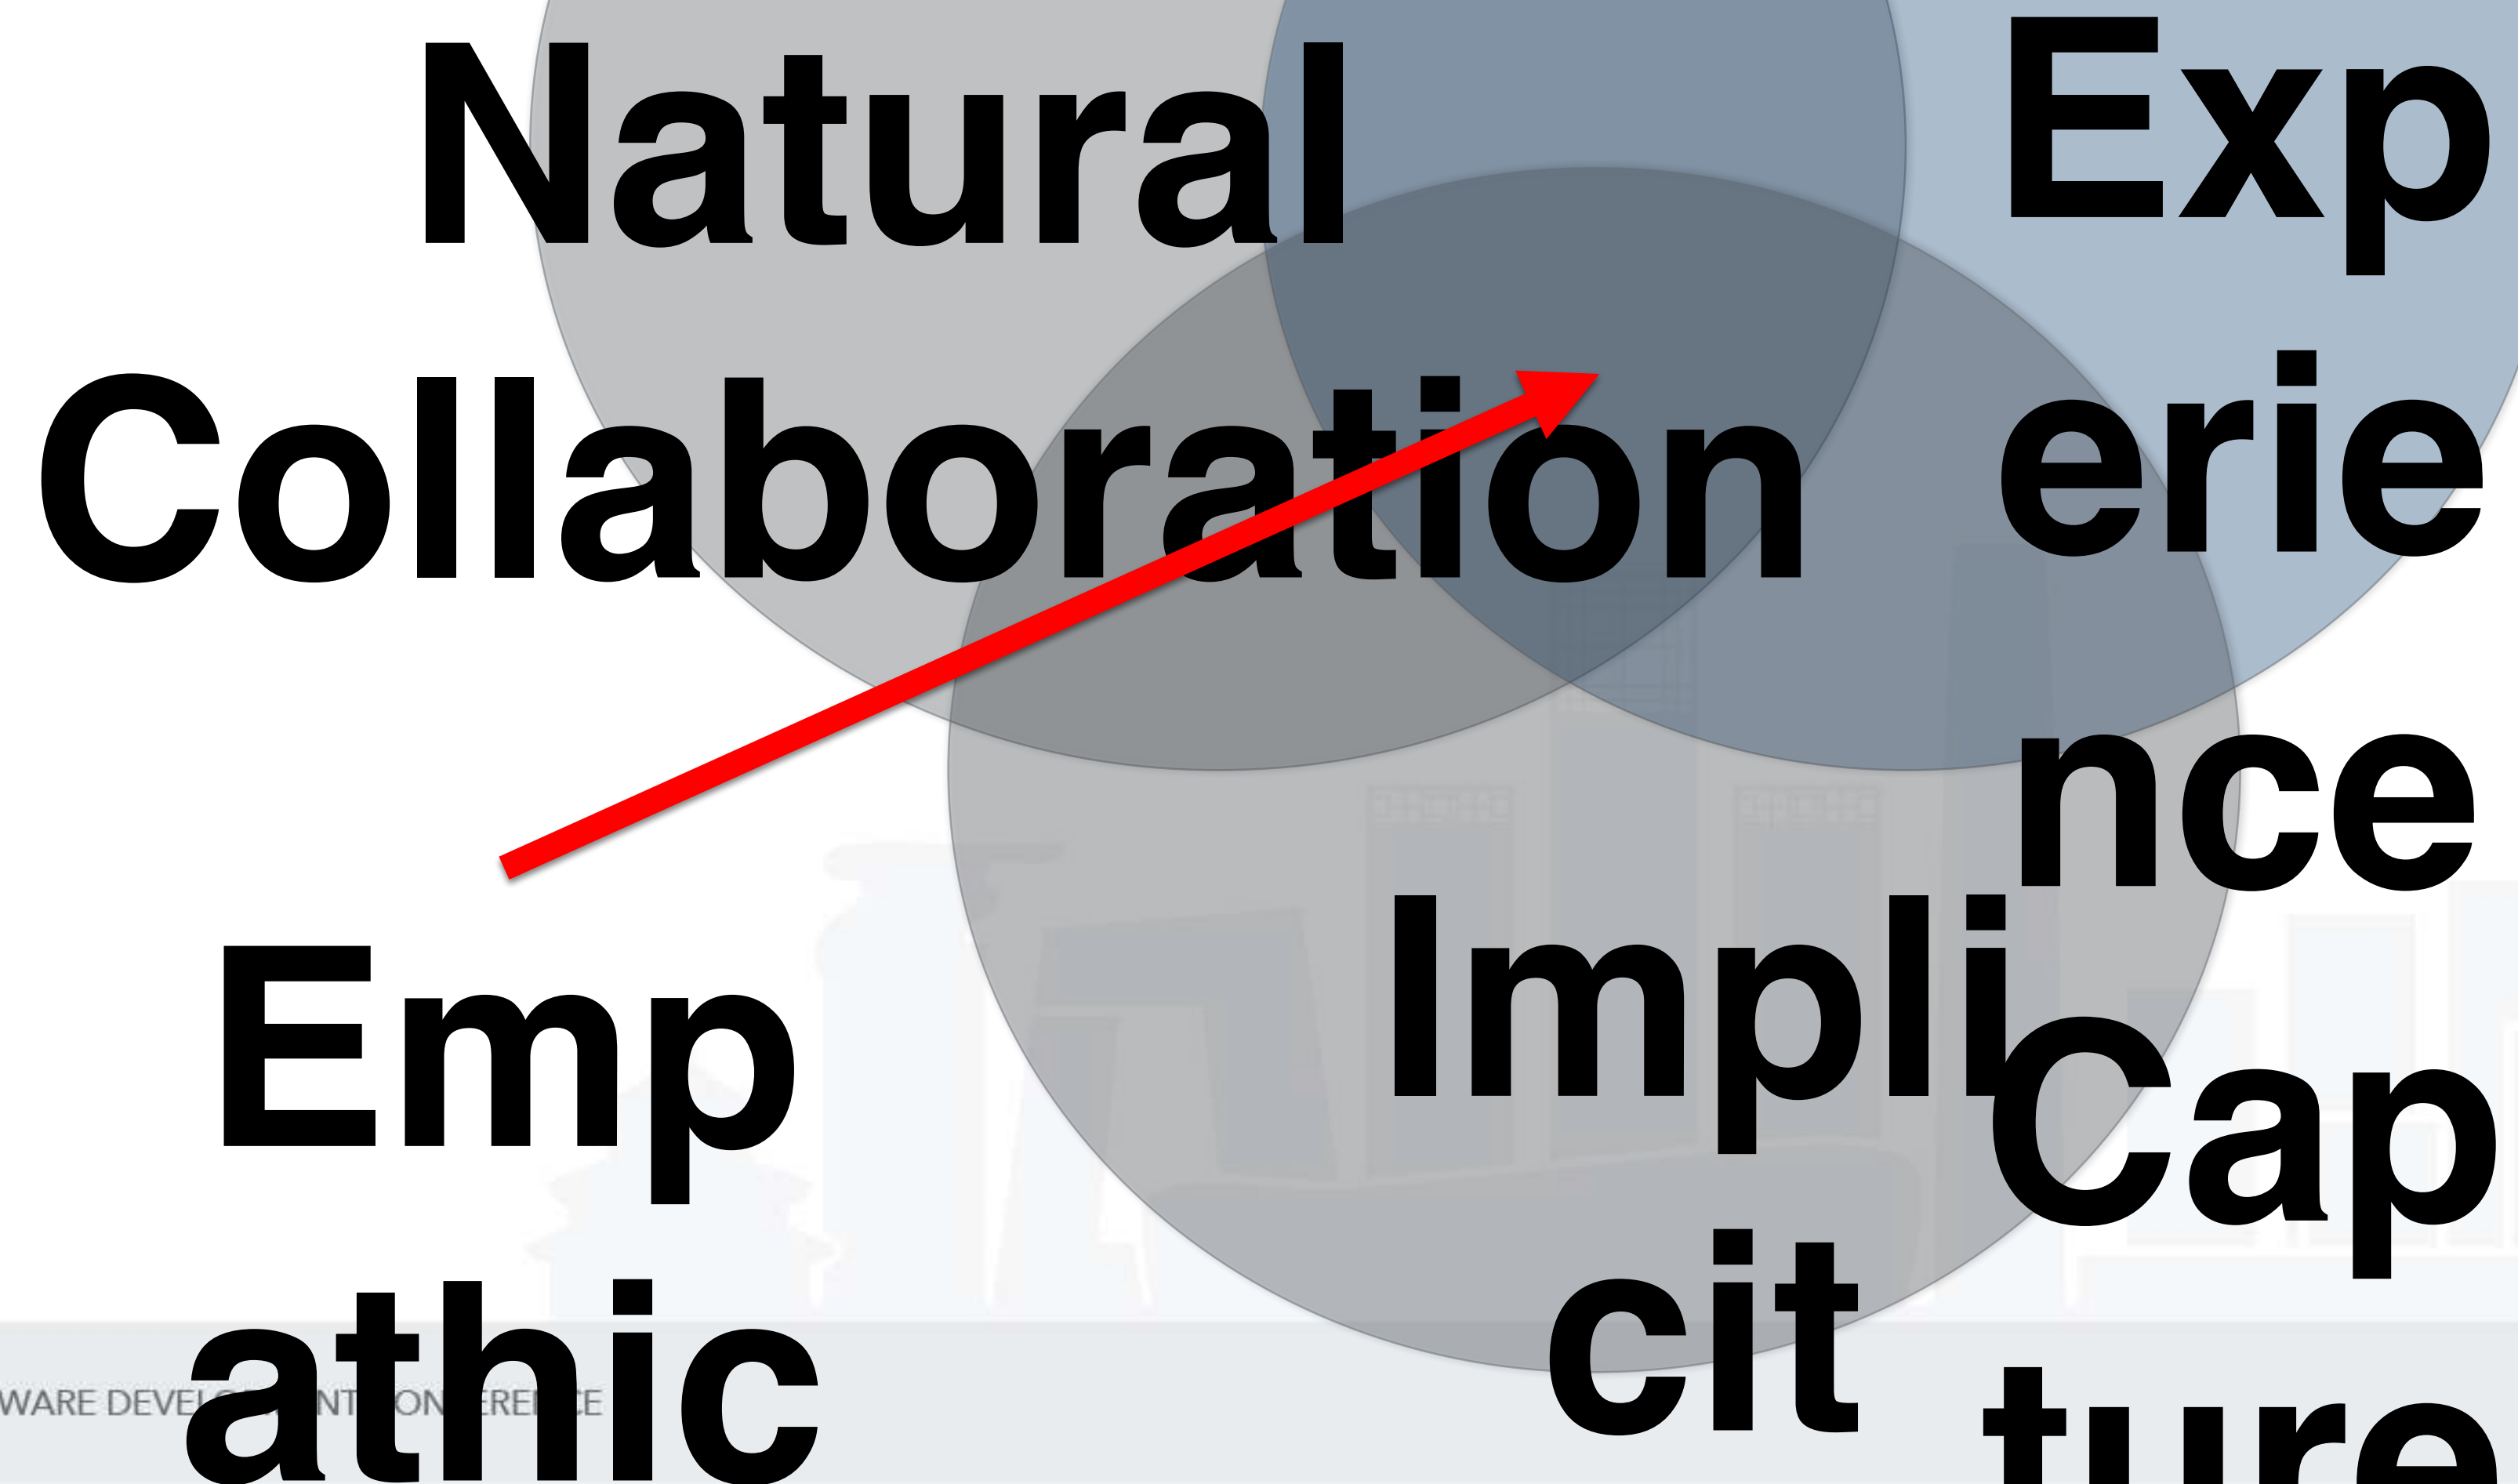 Natural
Collaboration
Exp
erie
nce
Cap
ture
Impli
cit
Emp
athic